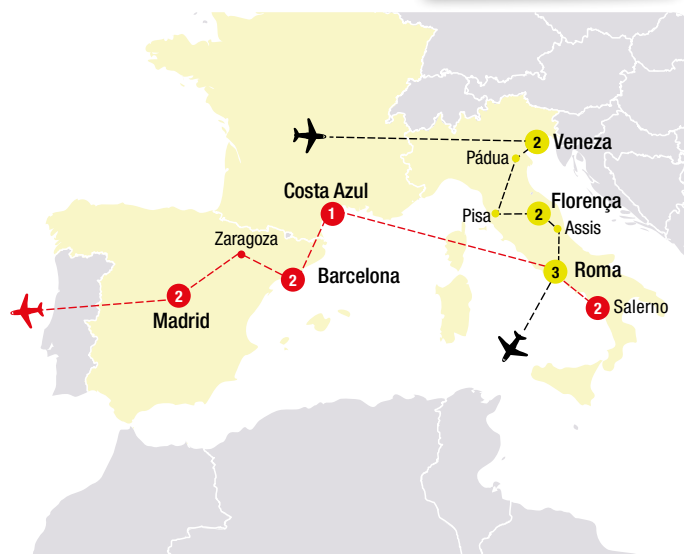 2 Veneza
Pádua
Costa Azul
1
Florença
2
Pisa
Assis
Zaragoza
3 Roma
2 Barcelona
2
Madrid
2 Salerno